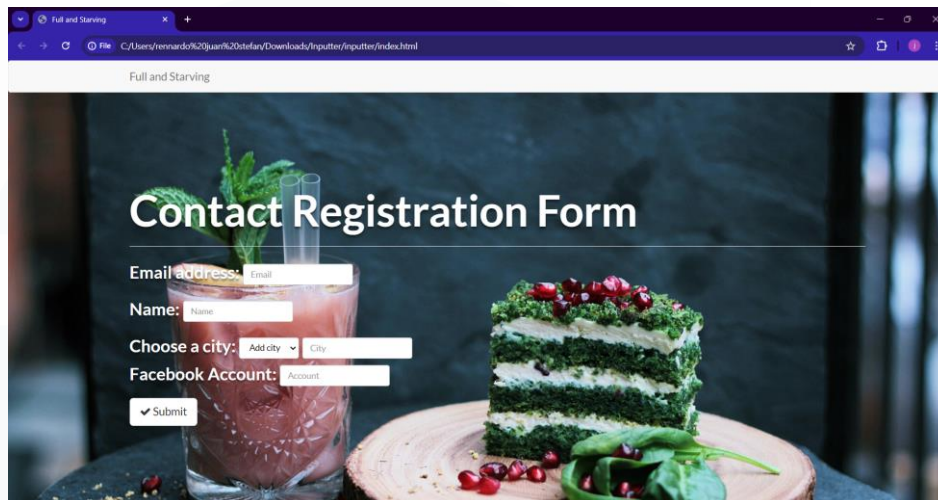 Full and Starving
File C:/Users/rennardo%20juan%20stefan/Downloads/Inputter/inputter/index.html
Full and Starving
Contact Registration Form
Email address: Email
Name: Name
Choose a city: Add city City
Facebook Account: Account
Submit